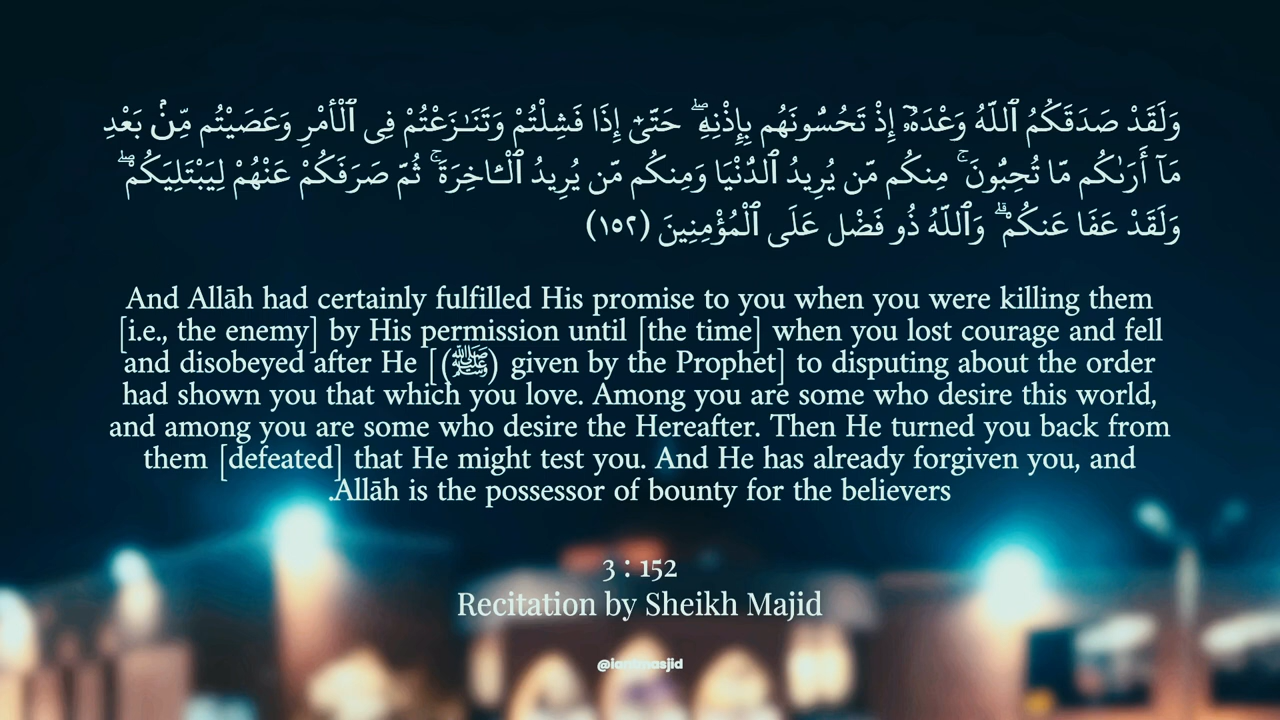 وَلَقَدْ صَدَقَكُمُ ٱللَّهُ وَعْدَهُۥٓ إِذْ تَحُسُّونَهُم بِإِذْنِهِۦ ۖ حَتَّىٰٓ إِذَا فَشِلْتُمْ وَتَنَـٰزَعْتُمْ فِى ٱلْأَمْرِ وَعَصَيْتُم مِّنۢ بَعْدِ
مَآ أَرَىٰكُم مَّا تُحِبُّونَ ۚ مِنكُم مَّن يُرِيدُ ٱلدُّنْيَا وَمِنكُم مَّن يُرِيدُ ٱلْـَٔاخِرَةَ ۚ ثُمَّ صَرَفَكُمْ عَنْهُمْ لِيَبْتَلِيَكُمْ ۖ
وَلَقَدْ عَفَا عَنكُمْ ۗ وَٱللَّهُ ذُو فَضْلٍ عَلَى ٱلْمُؤْمِنِينَ (١٥٢)
And Allāh had certainly fulfilled His promise to you when you were killing them
[i.e., the enemy] by His permission until [the time] when you lost courage and fell
and disobeyed after He [(ﷺ) given by the Prophet] to disputing about the order
had shown you that which you love. Among you are some who desire this world,
and among you are some who desire the Hereafter. Then He turned you back from
them [defeated] that He might test you. And He has already forgiven you, and
.Allāh is the possessor of bounty for the believers
3 : 152
Recitation by Sheikh Majid